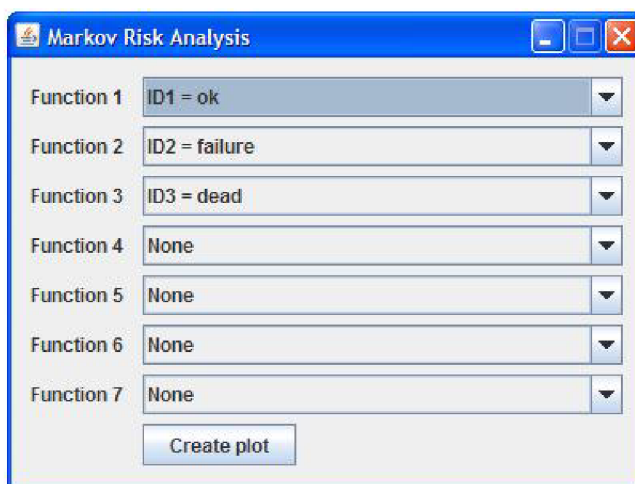 Markov Risk Analysis
Function 1 ID1 = ok
Function 2 ID2 = failure
Function 3 ID3 = dead
Function 4 None
Function 5 None
Function 6 None
Function 7 None
Create plot